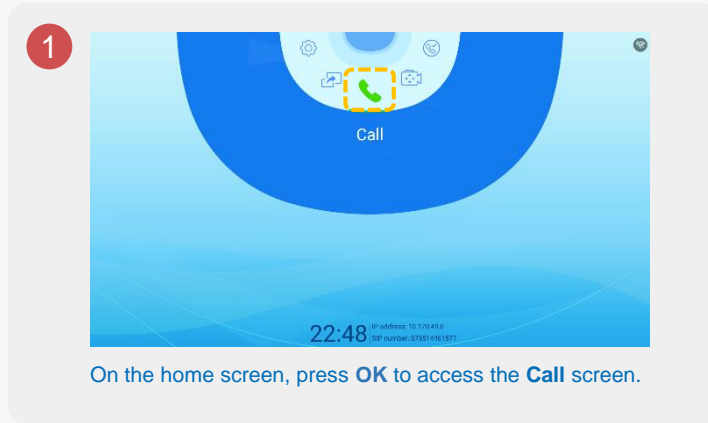 1
Call
22:48
IP address: 10.170.49.6
SIP number: 075514461571
On the home screen, press OK to access the Call screen.